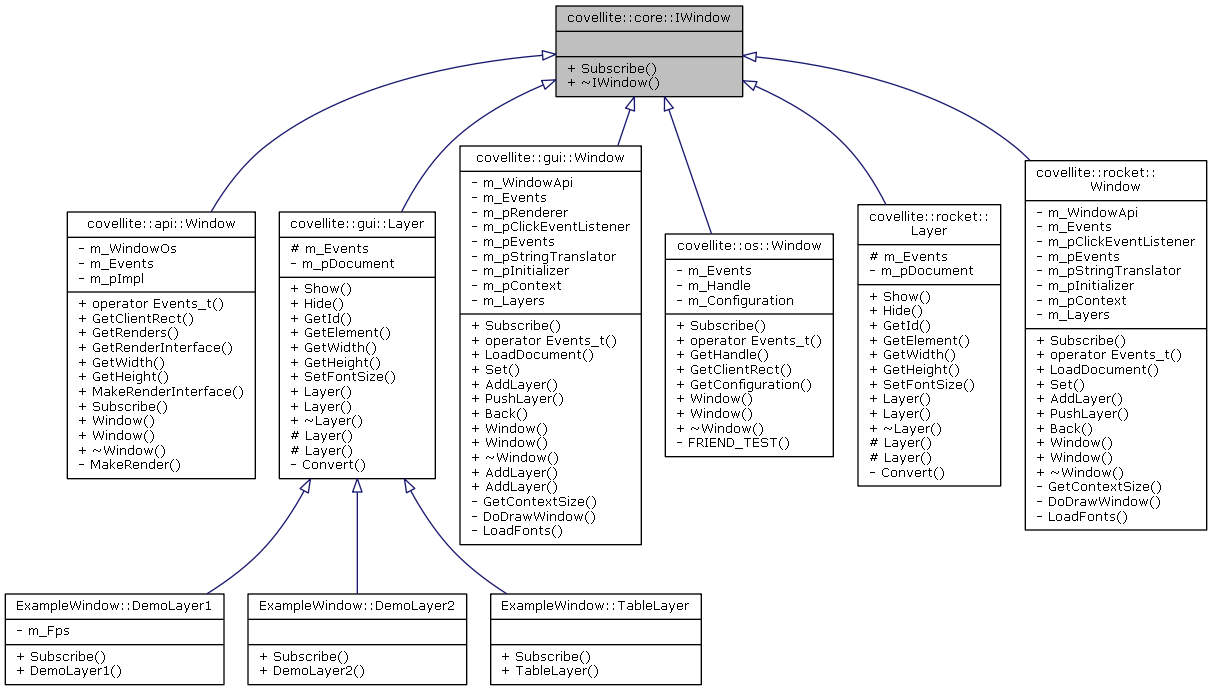 covellite::core::IWindow
+ Subscribe()
+ ~IWindow()
covellite::api::Window
- m_WindowOs
- m_Events
- m_pImpl
+ operator Events_t()
+ GetClientRect()
+ GetRenders()
+ GetRenderInterface()
+ GetWidth()
+ GetHeight()
+ MakeRenderInterface()
+ Subscribe()
+ Window()
+ Window()
+ ~Window()
- MakeRender()
covellite::gui::Layer
# m_Events
- m_pDocument
+ Show()
+ Hide()
+ GetId()
+ GetElement()
+ GetWidth()
+ GetHeight()
+ SetFontSize()
+ Layer()
+ Layer()
+ ~Layer()
# Layer()
# Layer()
- Convert()
covellite::gui::Window
- m_WindowApi
- m_Events
- m_pRenderer
- m_pClickEventListener
- m_pEvents
- m_pStringTranslator
- m_pInitializer
- m_pContext
- m_Layers
+ Subscribe()
+ operator Events_t()
+ LoadDocument()
+ Set()
+ AddLayer()
+ PushLayer()
+ Back()
+ Window()
+ Window()
+ ~Window()
+ AddLayer()
+ AddLayer()
- GetContextSize()
- DoDrawWindow()
- LoadFonts()
covellite::os::Window
- m_Events
- m_Handle
- m_Configuration
+ Subscribe()
+ operator Events_t()
+ GetHandle()
+ GetClientRect()
+ GetConfiguration()
+ Window()
+ Window()
+ ~Window()
- FRIEND_TEST()
covellite::rocket::
Layer
# m_Events
- m_pDocument
+ Show()
+ Hide()
+ GetId()
+ GetElement()
+ GetWidth()
+ GetHeight()
+ SetFontSize()
+ Layer()
+ Layer()
+ ~Layer()
# Layer()
# Layer()
- Convert()
covellite::rocket::
Window
- m_WindowApi
- m_Events
- m_pClickEventListener
- m_pEvents
- m_pStringTranslator
- m_pInitializer
- m_pContext
- m_Layers
+ Subscribe()
+ operator Events_t()
+ LoadDocument()
+ Set()
+ AddLayer()
+ PushLayer()
+ Back()
+ Window()
+ Window()
+ ~Window()
- GetContextSize()
- DoDrawWindow()
- LoadFonts()
ExampleWindow::DemoLayer1
- m_Fps
+ Subscribe()
+ DemoLayer1()
ExampleWindow::DemoLayer2
+ Subscribe()
+ DemoLayer2()
ExampleWindow::TableLayer
+ Subscribe()
+ TableLayer()